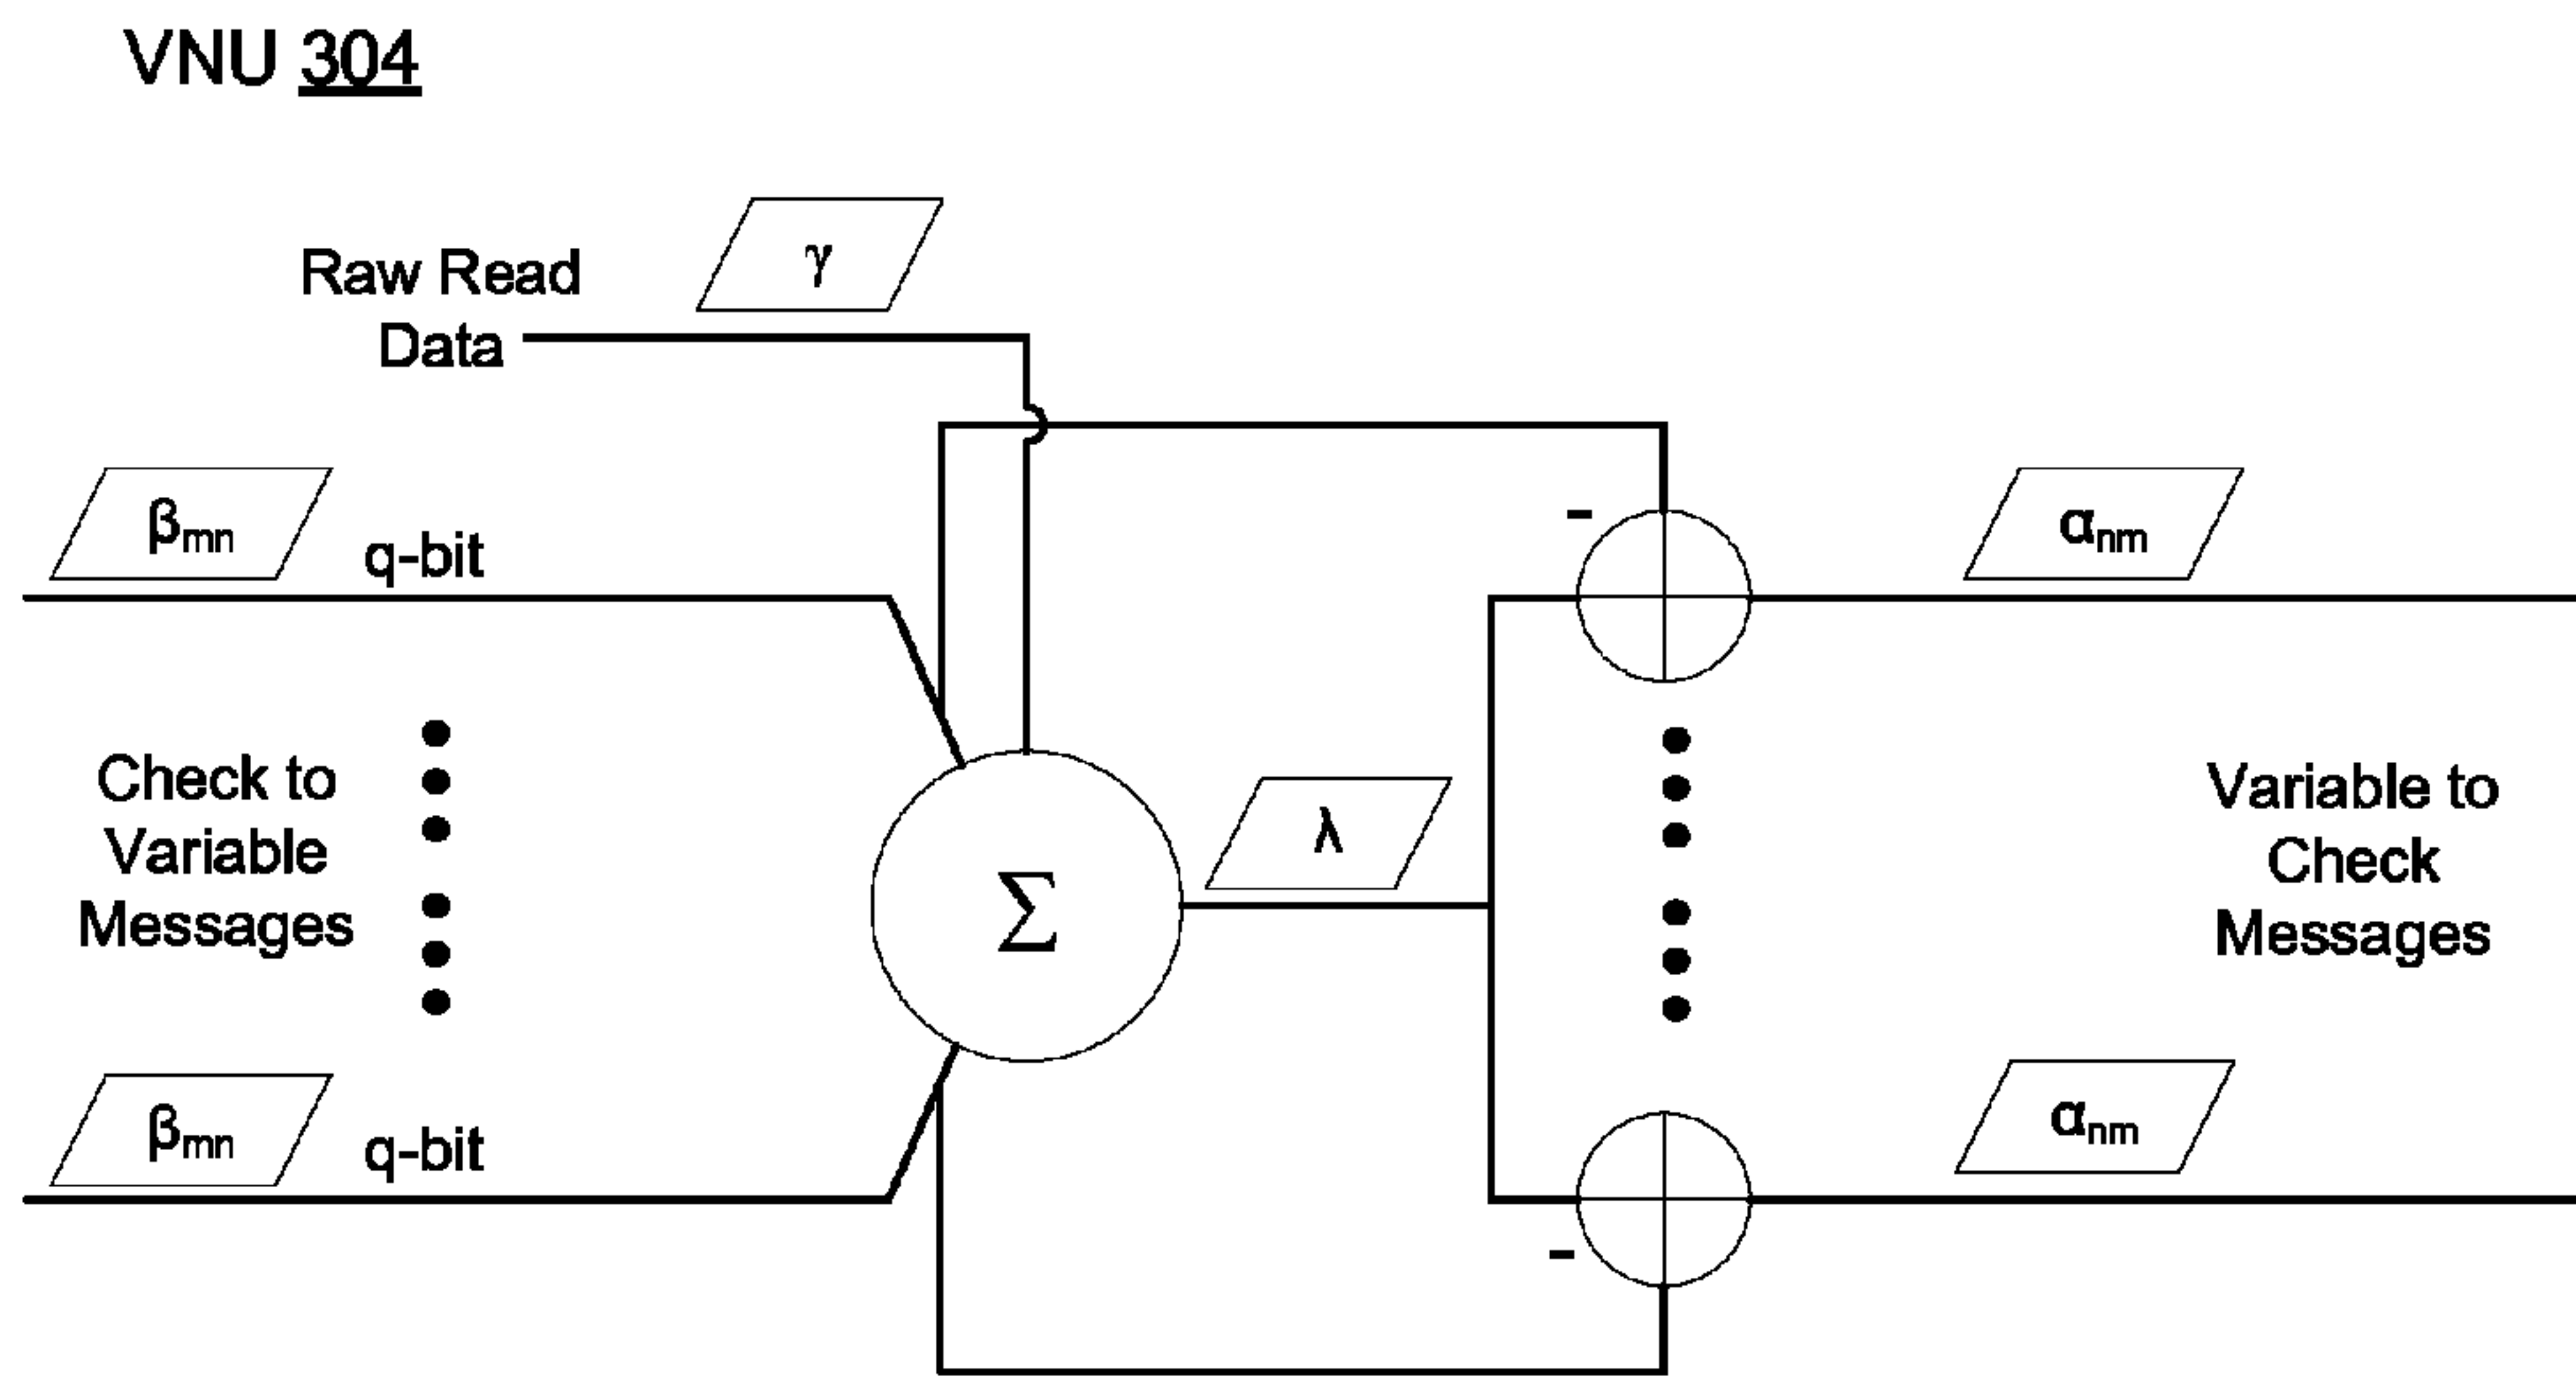 VNU 304
γ
Raw Read
Data
βmn
q-bit
αnm
-
Check to
Variable
Messages
Σ
λ
Variable to
Check
Messages
βmn
q-bit
αnm
-